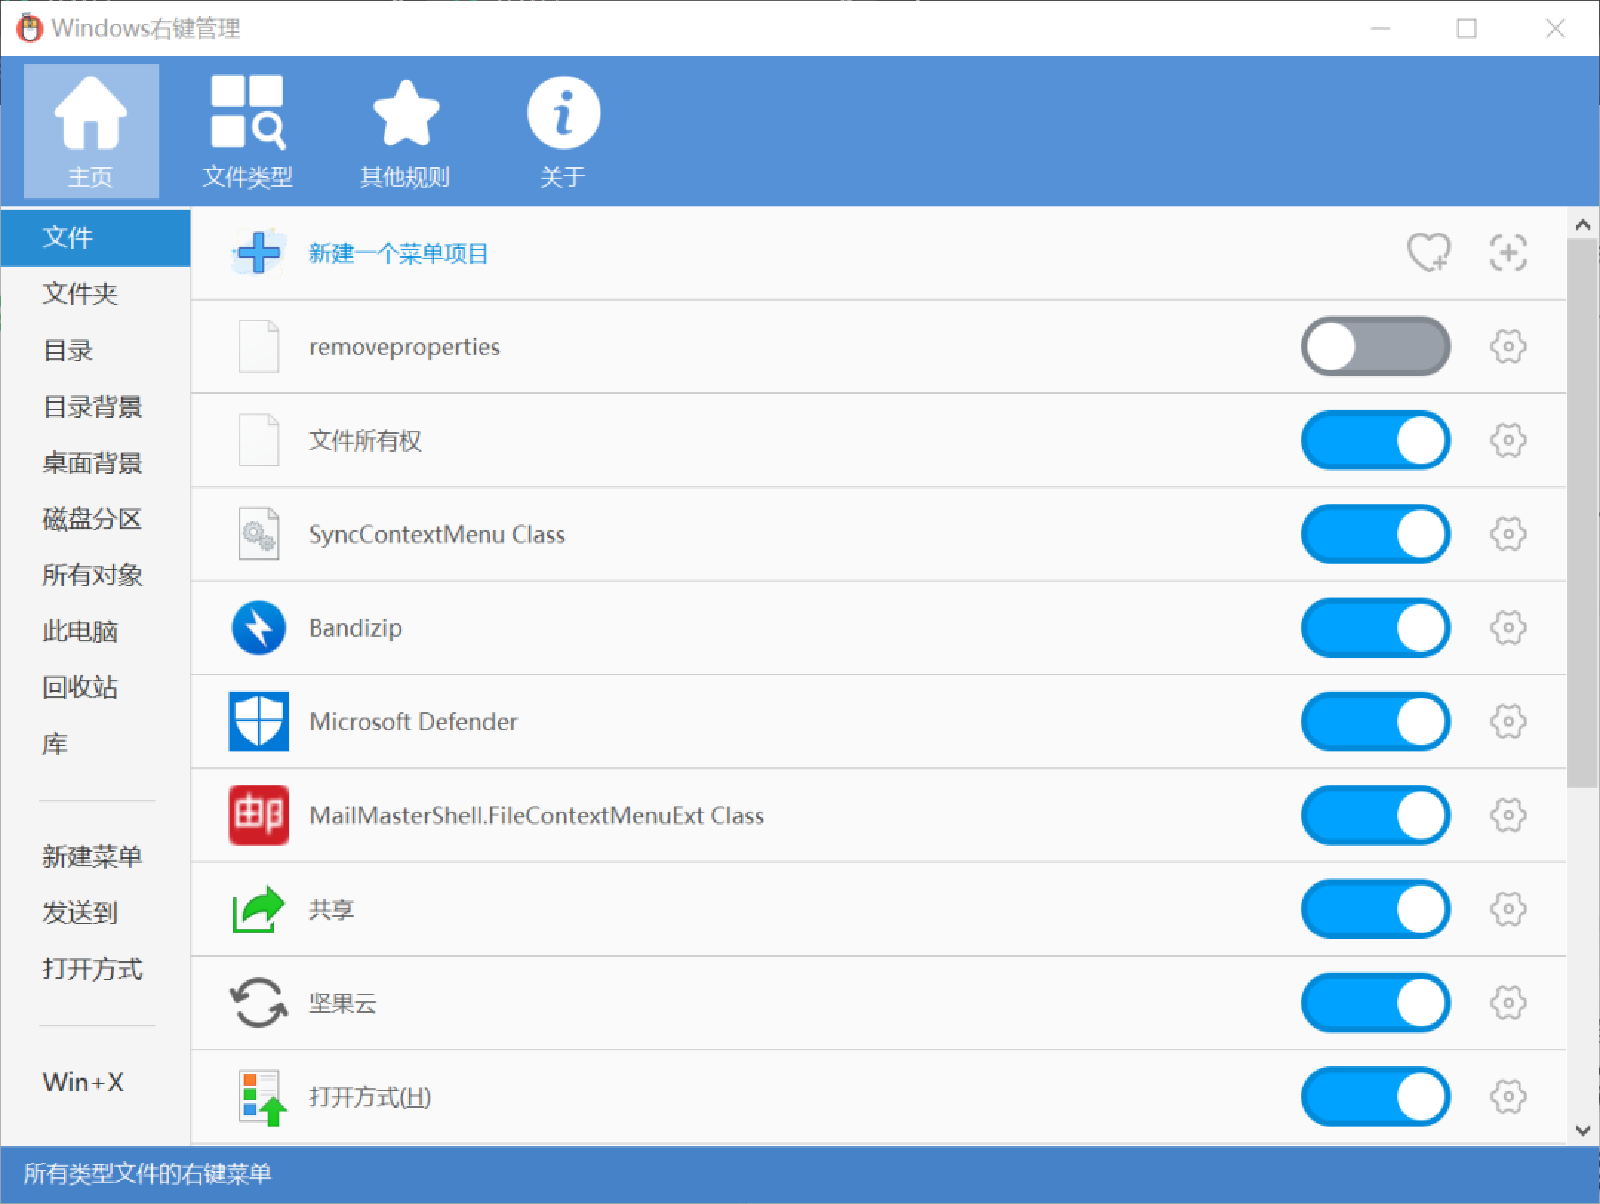 Windows右键管理
主页
文件类型
其他规则
关于
文件
文件夹
目录
目录背景
桌面背景
磁盘分区
所有对象
此电脑
回收站
库
新建菜单
发送到
打开方式
Win+X
新建一个菜单项目
removeproperties
文件所有权
SyncContextMenu Class
Bandizip
Microsoft Defender
邮
MailMasterShell.FileContextMenuExt Class
共享
坚果云
打开方式(H)
所有类型文件的右键菜单